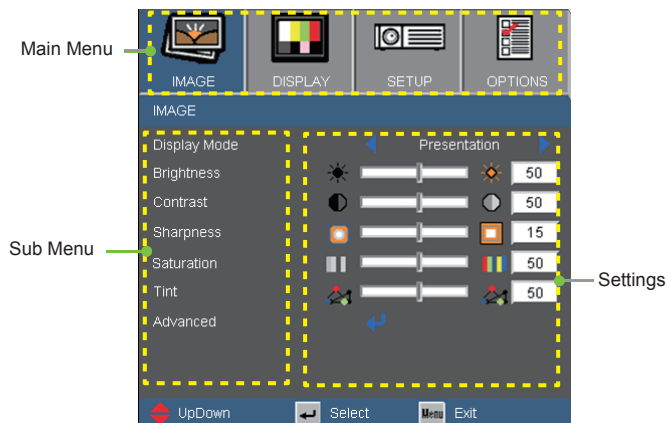 Main Menu
IMAGE DISPLAY SETUP OPTIONS
IMAGE
Display Mode Presentation
Brightness 50
Contrast 50
Sharpness 15
Sub Menu
Saturation 50
Settings
Tint 50
Advanced
UpDown Select Menu Exit